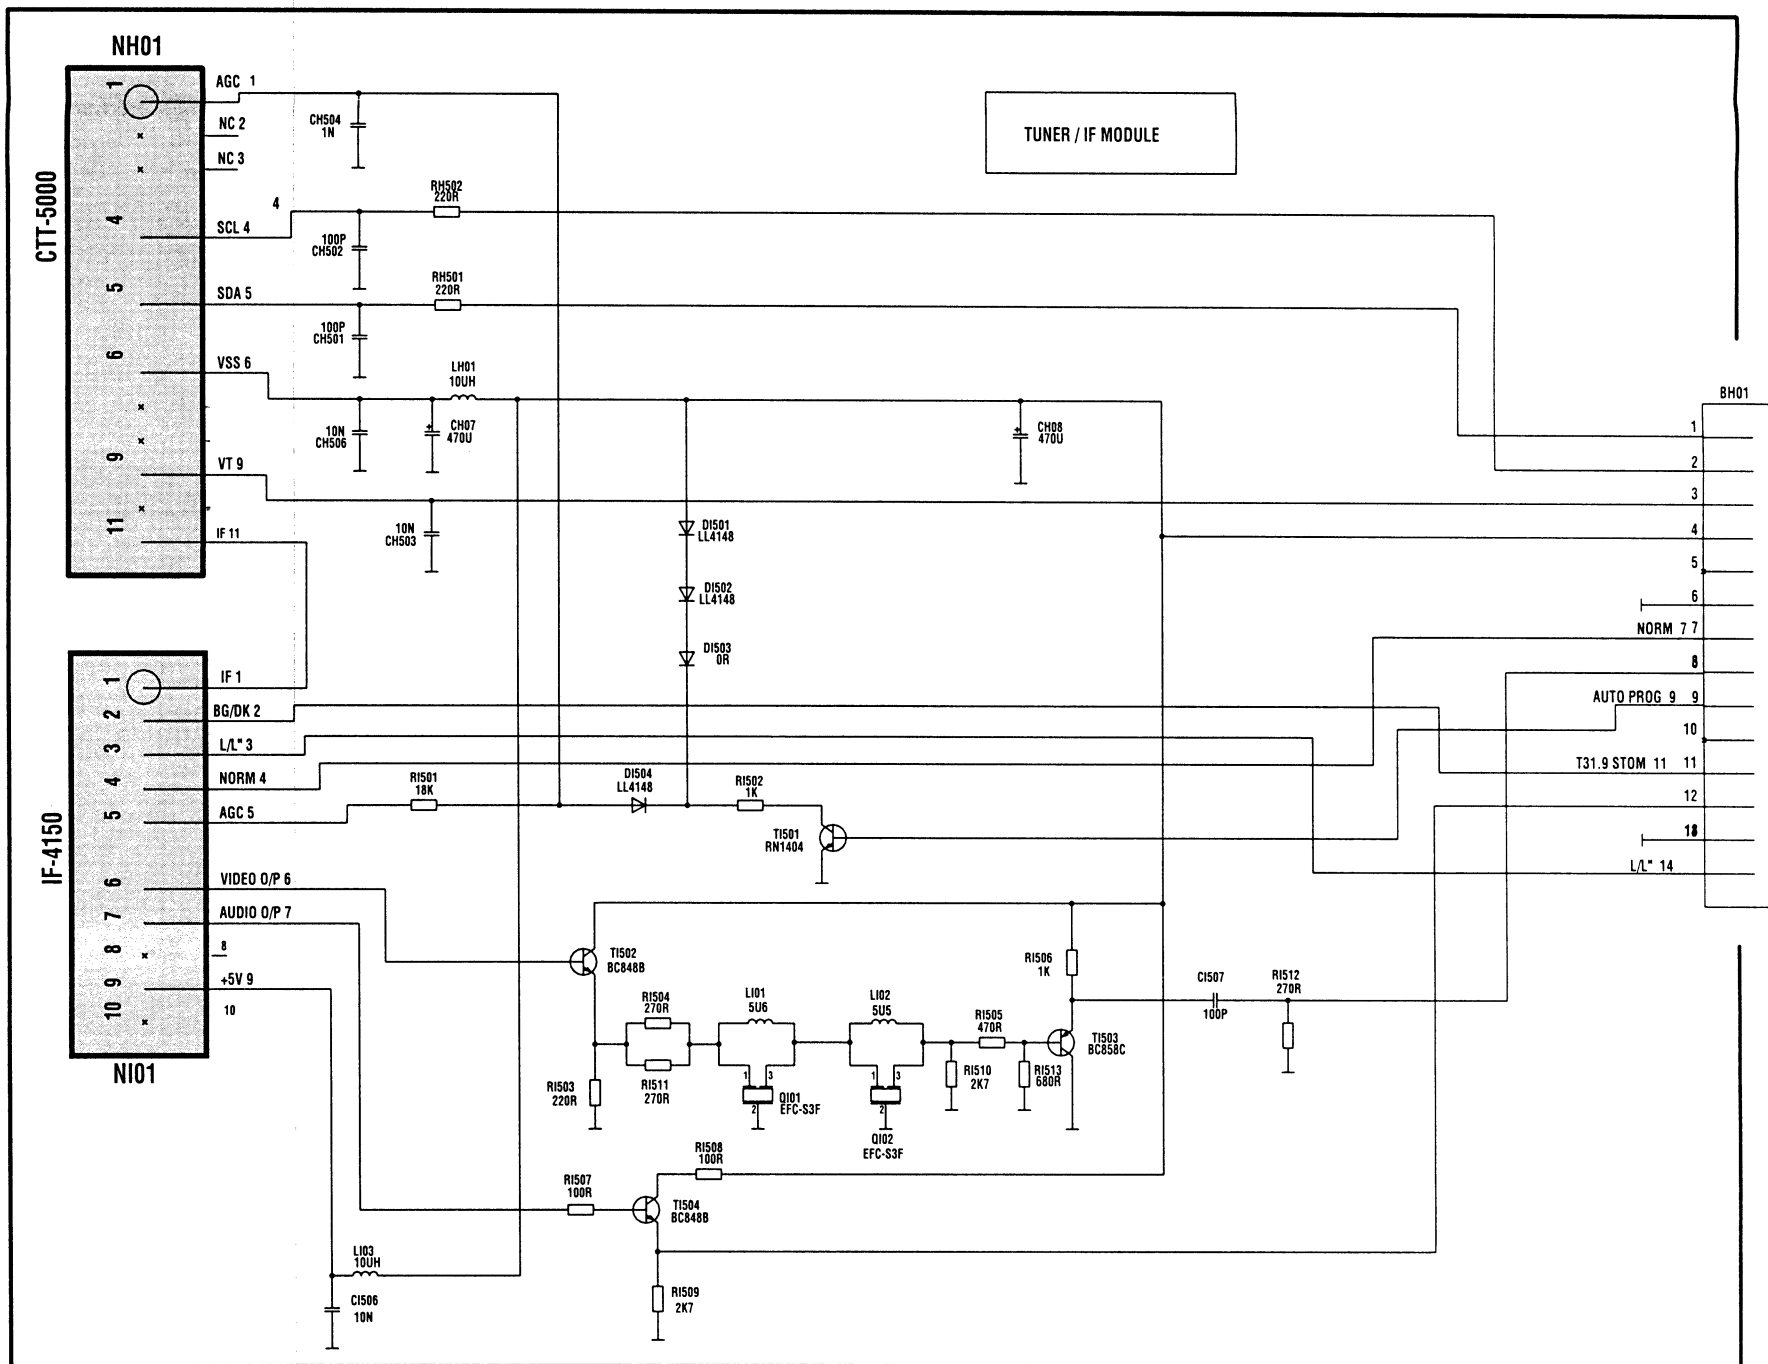 NH01
CTT-5000
1
4
5
6
9
11
AGC 1
NC 2
NC 3
4
SCL 4
SDA 5
VSS 6
VT 9
IF 11
CH504
1N
TUNER / IF MODULE
RH502
220R
100P
CH502
RH501
220R
100P
CH501
LH01
10UH
10N
CH506
+
CH07
470U
+
CH08
470U
10N
CH503
DI501
LL4148
DI502
LL4148
DI503
0R
BH01
1
2
3
4
5
6
NORM 7 7
8
AUTO PROG 9 9
10
T31.9 STOM 11 11
12
L/L" 14
IF-4150
1
2
3
4
5
6
7
8
9
10
NI01
IF 1
BG/DK 2
L/L" 3
NORM 4
AGC 5
VIDEO O/P 6
AUDIO O/P 7
8
+5V 9
10
RI501
18K
DI504
LL4148
RI502
1K
TI501
RN1404
TI502
BC848B
RI506
1K
CI507
100P
RI512
270R
RI504
270R
LI01
5U6
LI02
5U5
RI505
470R
TI503
BC858C
RI503
220R
RI511
270R
1 3
2
QI01
EFC-S3F
1 3
2
QI02
EFC-S3F
RI510
2K7
RI513
680R
RI508
100R
RI507
100R
TI504
BC848B
LI03
10UH
CI506
10N
RI509
2K7